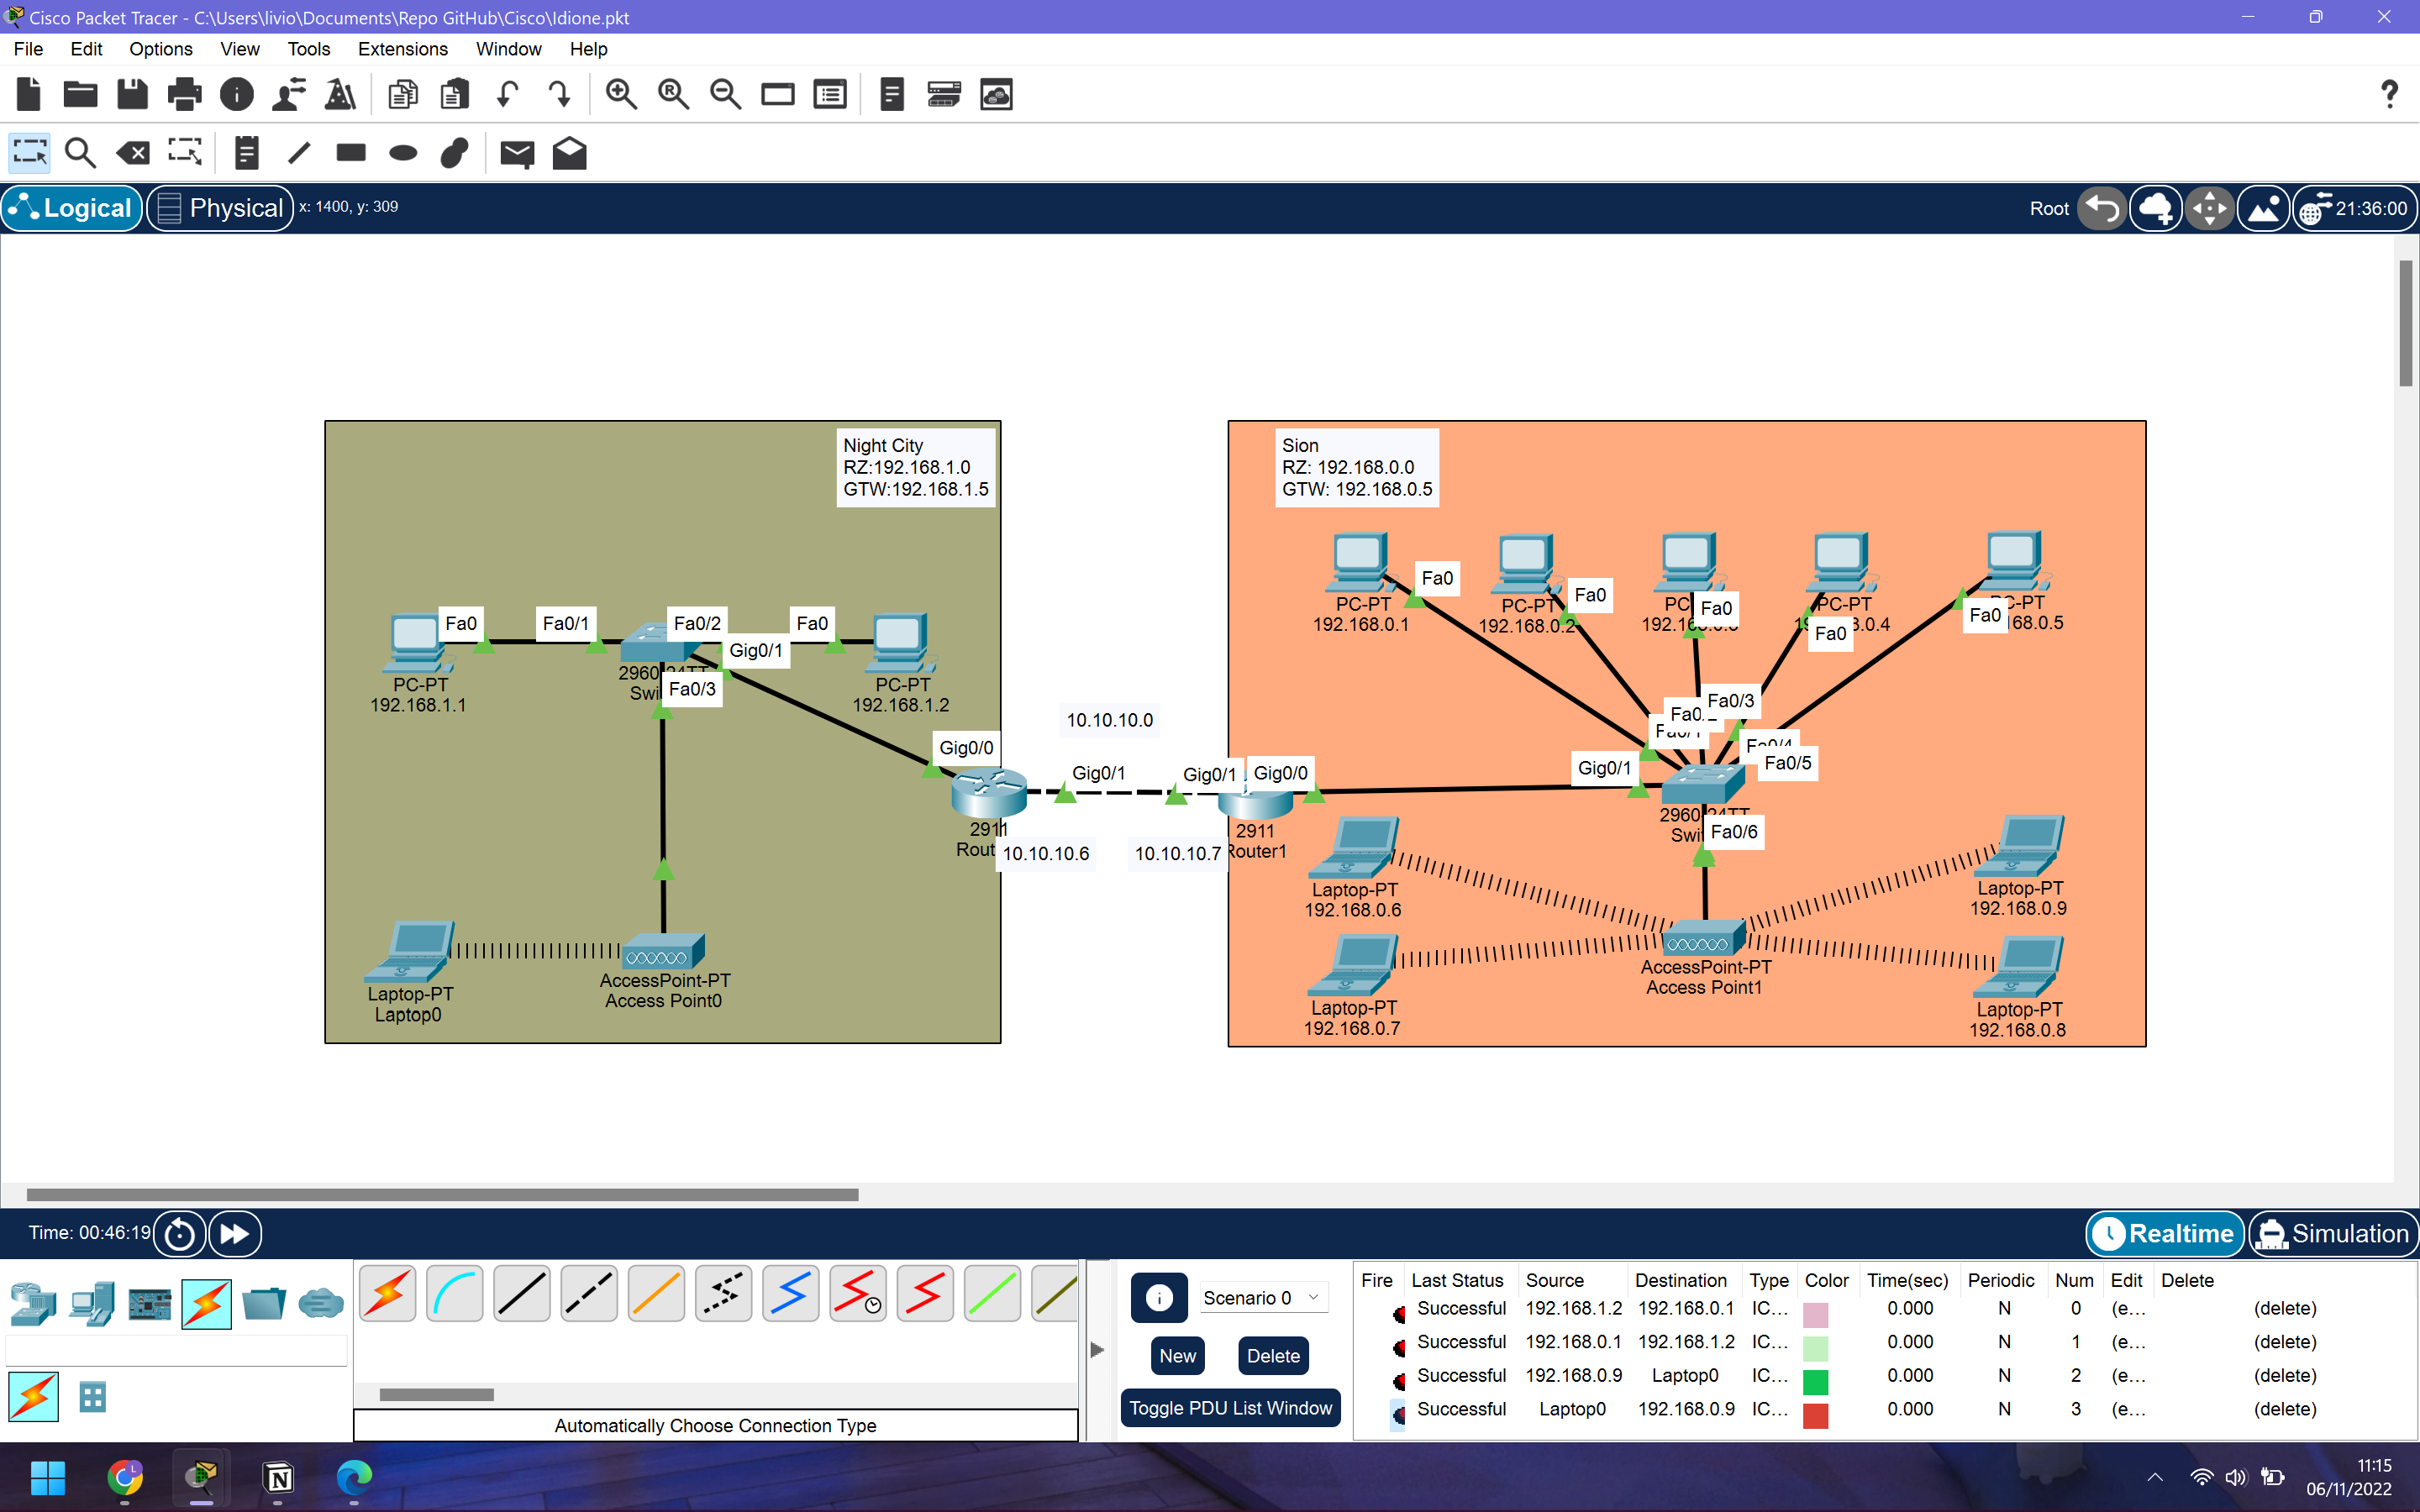 Cisco Packet Tracer - C:\Users\livio\Documents\Repo GitHub\Cisco\Idione.pkt
File Edit Options View Tools Extensions Window Help
Logical Physical x: 1400, y: 309 Root 21:36:00
Night City
RZ:192.168.1.0
GTW:192.168.1.5
Sion
RZ: 192.168.0.0
GTW: 192.168.0.5
Fa0 Fa0/1 Fa0/2 Fa0
Gig0/1
Fa0/3
PC-PT
192.168.1.1
2960
Swi
PC-PT
192.168.1.2
Gig0/0
2911
Rout
10.10.10.0
Gig0/1 Gig0/1 Gig0/0
10.10.10.6 10.10.10.7
2911
Router1
Laptop-PT
Laptop0
AccessPoint-PT
Access Point0
Fa0 Fa0 Fa0 Fa0 Fa0
PC-PT
192.168.0.1
PC-PT
192.168.0.2
PC
192.16
PC-PT
.0.4
-PT
168.0.5
Fa0/3
Fa0/4
Fa0/5
Gig0/1
2960
Swi
Fa0/6
Laptop-PT
192.168.0.6
Laptop-PT
192.168.0.9
Laptop-PT
192.168.0.7
AccessPoint-PT
Access Point1
Laptop-PT
192.168.0.8
Time: 00:46:19 Realtime Simulation
Scenario 0
New Delete
Toggle PDU List Window
Automatically Choose Connection Type
Fire Last Status Source Destination Type Color Time(sec) Periodic Num Edit Delete
Successful 192.168.1.2 192.168.0.1 IC... 0.000 N 0 (e... (delete)
Successful 192.168.0.1 192.168.1.2 IC... 0.000 N 1 (e... (delete)
Successful 192.168.0.9 Laptop0 IC... 0.000 N 2 (e... (delete)
Successful Laptop0 192.168.0.9 IC... 0.000 N 3 (e... (delete)
11:15
06/11/2022